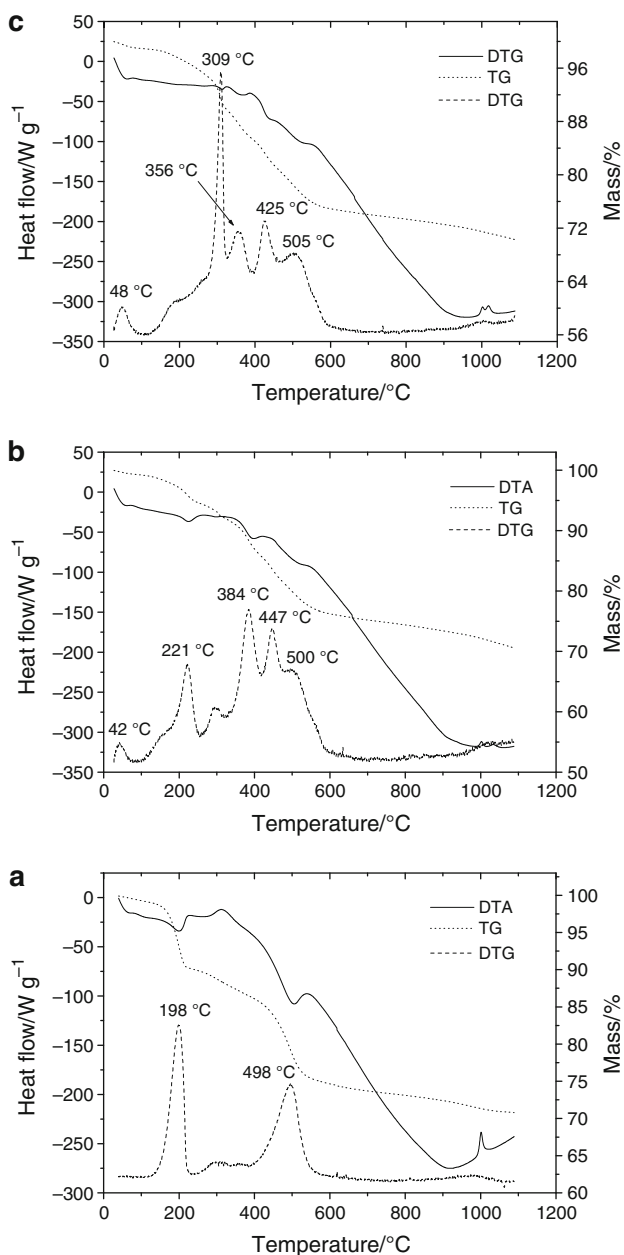 c
50
0
−50
−100
−150
−200
−250
−300
−350
Heat flow/W g⁻¹
309 °C
356 °C
425 °C
505 °C
48 °C
DTG
TG
DTG
96
88
80
72
64
56
Mass/%
0 200 400 600 800 1000 1200
Temperature/°C
b
50
0
−50
−100
−150
−200
−250
−300
−350
Heat flow/W g⁻¹
384 °C
447 °C
221 °C
500 °C
42 °C
DTA
TG
DTG
100
90
80
70
60
50
Mass/%
0 200 400 600 800 1000 1200
Temperature/°C
a
0
−50
−100
−150
−200
−250
−300
Heat flow/W g⁻¹
198 °C
498 °C
DTA
TG
DTG
100
95
90
85
80
75
70
65
60
Mass/%
0 200 400 600 800 1000 1200
Temperature/°C